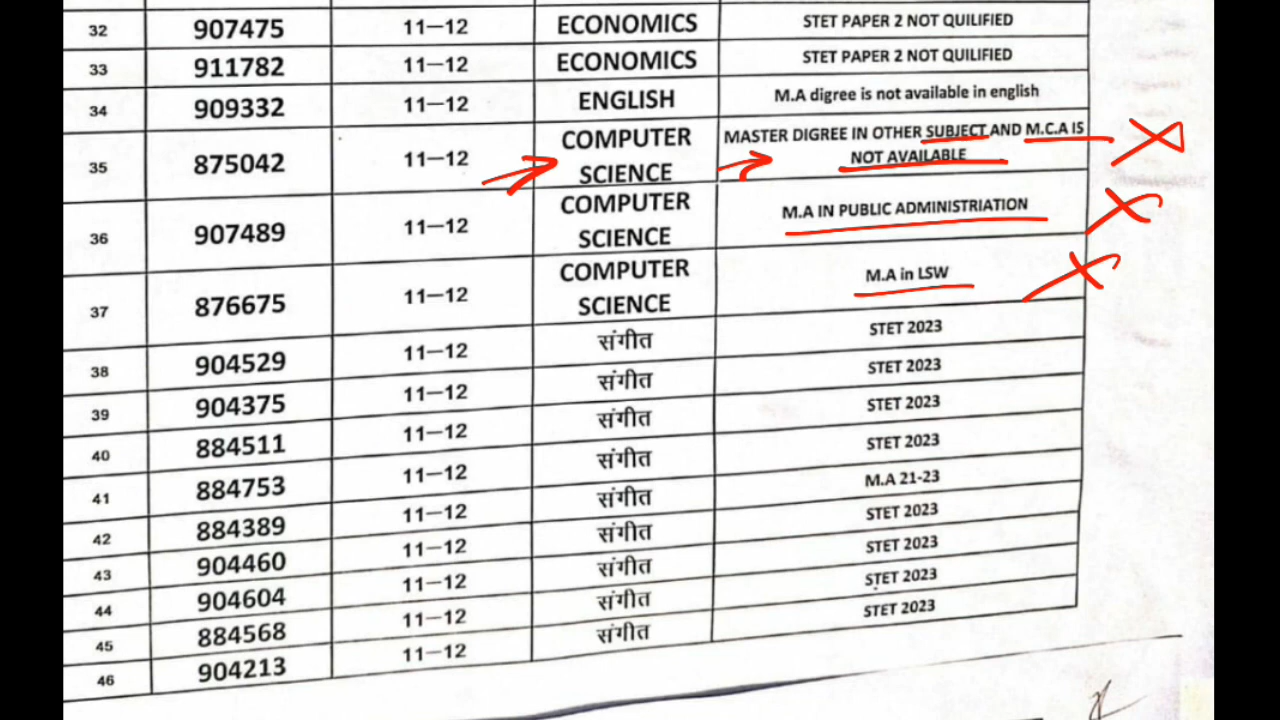 32 907475 11–12 ECONOMICS STET PAPER 2 NOT QUILIFIED
33 911782 11–12 ECONOMICS STET PAPER 2 NOT QUILIFIED
34 909332 11–12 ENGLISH M.A digree is not available in english
35 875042 11–12 COMPUTER SCIENCE MASTER DIGREE IN OTHER SUBJECT AND M.C.A IS NOT AVAILABLE
36 907489 11–12 COMPUTER SCIENCE M.A IN PUBLIC ADMINISTRIATION
37 876675 11–12 COMPUTER SCIENCE M.A in LSW
38 904529 11–12 संगीत STET 2023
39 904375 11–12 संगीत STET 2023
40 884511 11–12 संगीत STET 2023
41 884753 11–12 संगीत STET 2023
42 884389 11–12 संगीत M.A 21-23
43 904460 11–12 संगीत STET 2023
44 904604 11–12 संगीत STET 2023
45 884568 11–12 संगीत STET 2023
46 904213 11–12 संगीत STET 2023